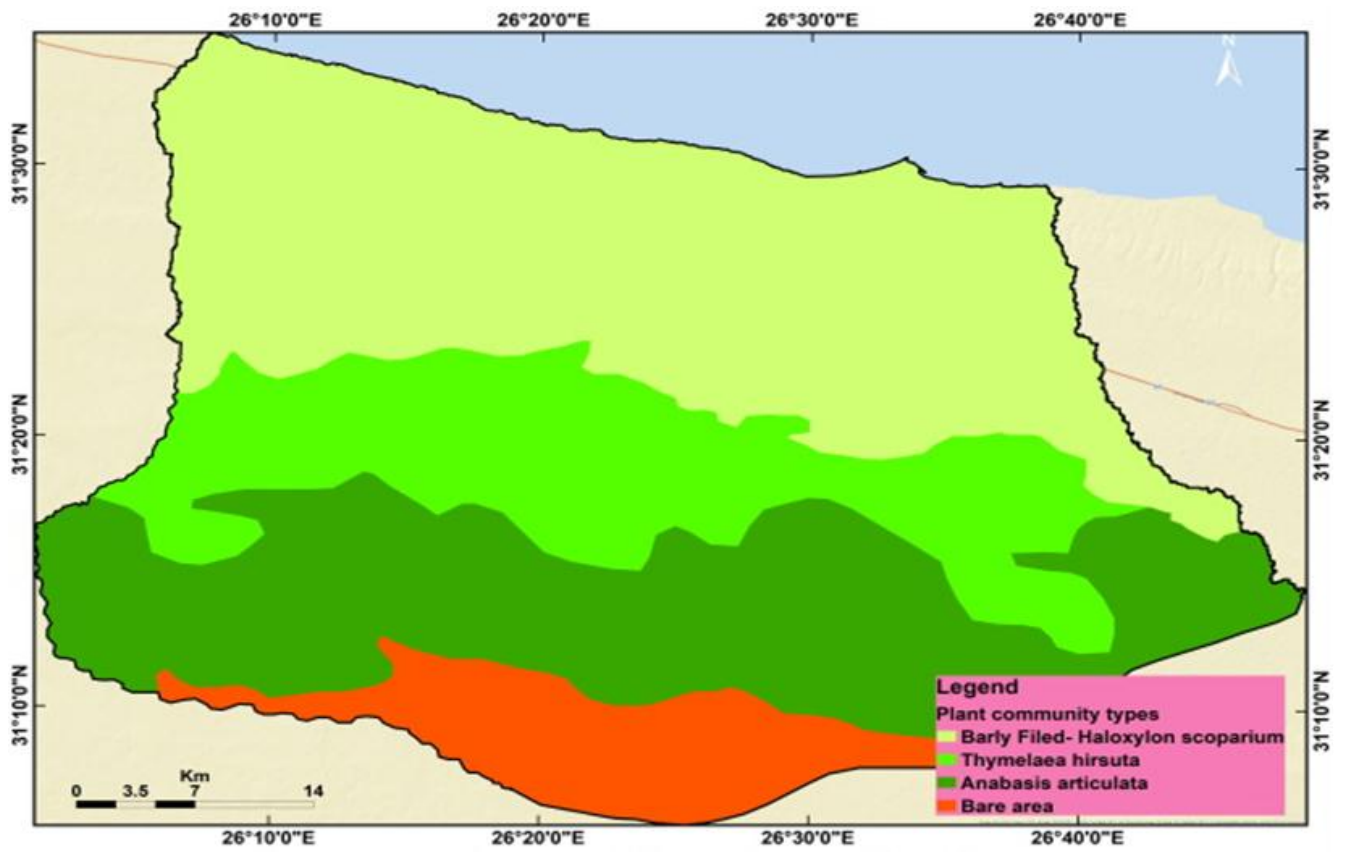 26°10'0"E 26°20'0"E 26°30'0"E 26°40'0"E
N
31°30'0"N 31°30'0"N
31°20'0"N 31°20'0"N
31°10'0"N 31°10'0"N
Legend
Plant community types
Barly Filed- Haloxylon scoparium
Thymelaea hirsuta
Anabasis articulata
Bare area
Km
0 3.5 7 14
26°10'0"E 26°20'0"E 26°30'0"E 26°40'0"E